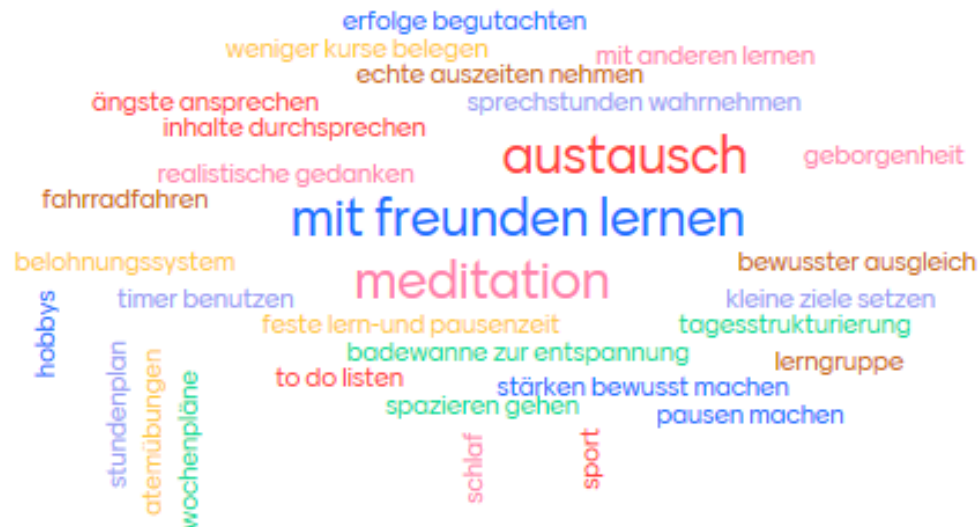 erfolge begutachten
weniger kurse belegen
mit anderen lernen
echte auszeiten nehmen
ängste ansprechen
sprechstunden wahrnehmen
inhalte durchsprechen
austausch
geborgenheit
realistische gedanken
fahrradfahren
mit freunden lernen
belohnungssystem
meditation
bewusster ausgleich
hobbys
timer benutzen
kleine ziele setzen
feste lern-und pausenzeit
tagesstrukturierung
badewanne zur entspannung
lerngruppe
stundenplan
atemübungen
wochenpläne
to do listen
stärken bewusst machen
spazieren gehen
pausen machen
schlaf
sport